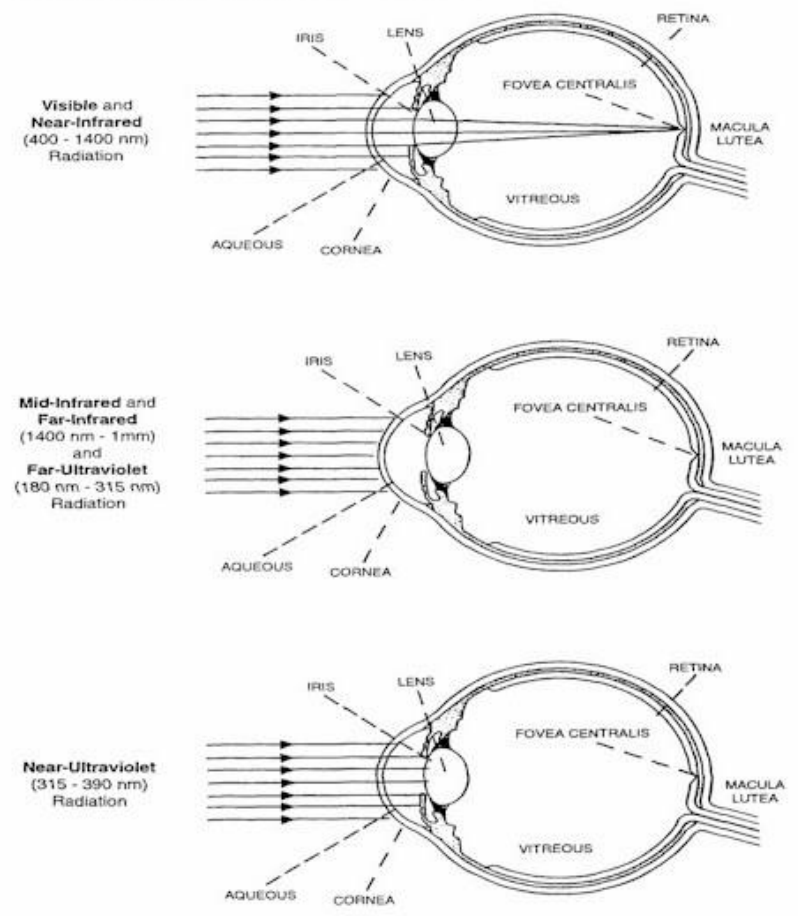 RETINA
LENS
IRIS
FOVEA CENTRALIS
Visible and
Near-Infrared
(400 - 1400 nm)
Radiation
MACULA
LUTEA
VITREOUS
AQUEOUS
CORNEA
RETINA
LENS
IRIS
Mid-Infrared and
Far-Infrared
(1400 nm - 1mm)
and
Far-Ultraviolet
(180 nm - 315 nm)
Radiation
FOVEA CENTRALIS
MACULA
LUTEA
VITREOUS
AQUEOUS
CORNEA
RETINA
LENS
IRIS
FOVEA CENTRALIS
Near-Ultraviolet
(315 - 390 nm)
Radiation
MACULA
LUTEA
VITREOUS
AQUEOUS
CORNEA